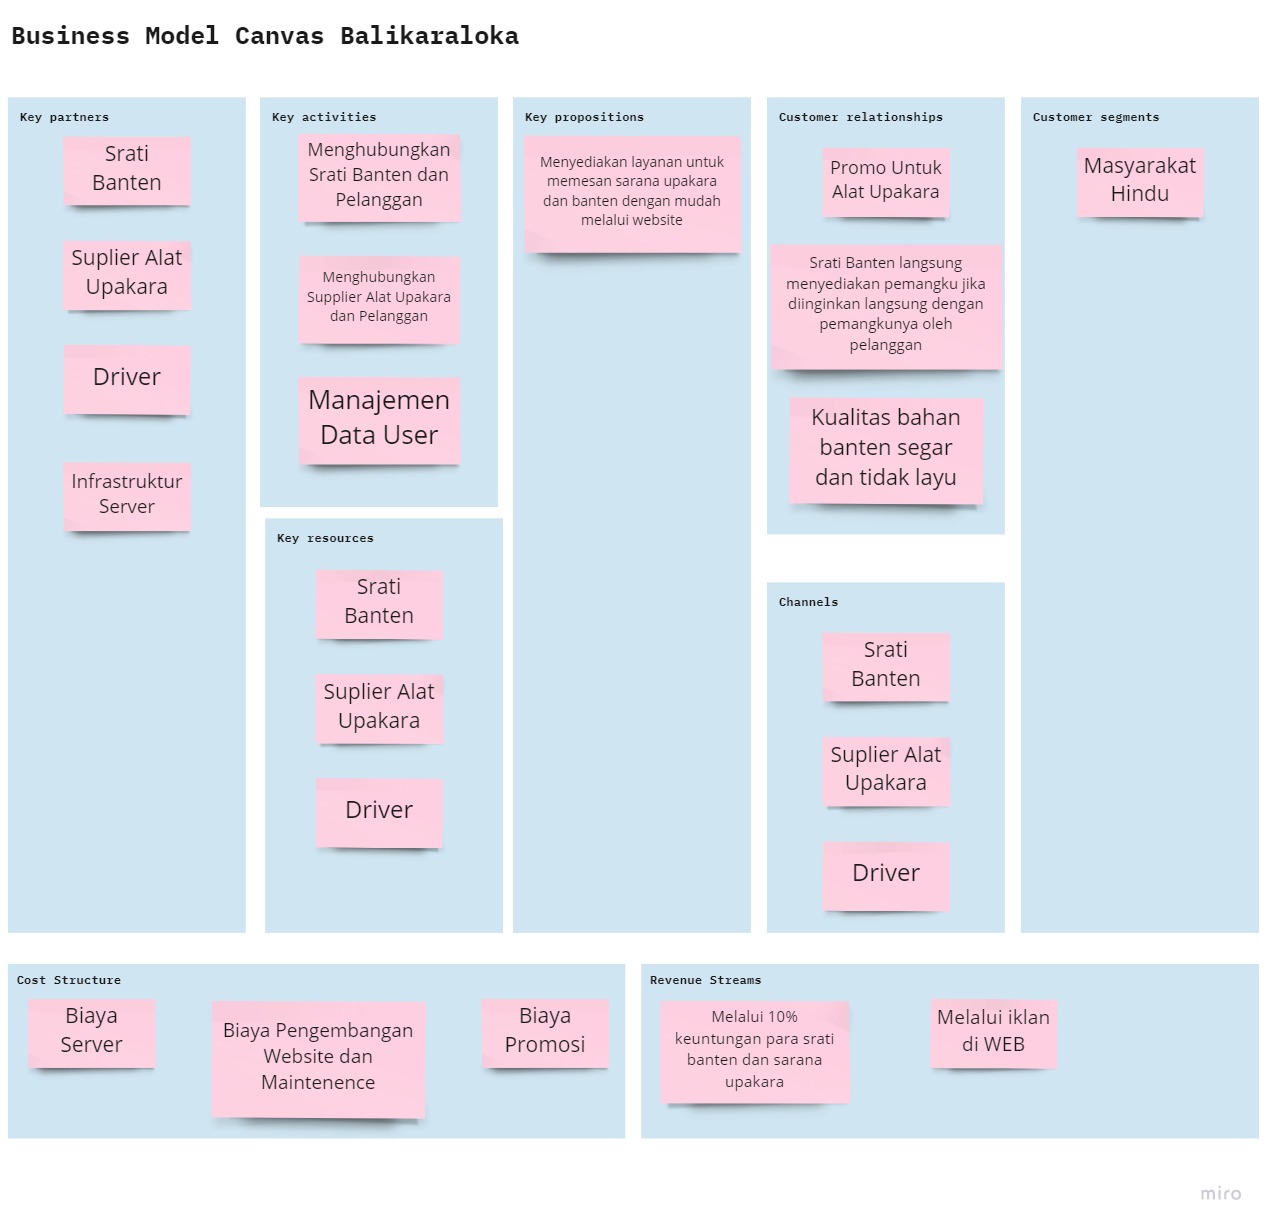 Business Model Canvas Balikaraloka
Key partners
Srati
Banten
Suplier Alat
Upakara
Driver
Infrastruktur
Server
Key activities
Menghubungkan
Srati Banten dan
Pelanggan
Menghubungkan
Supplier Alat Upakara
dan Pelanggan
Manajemen
Data User
Key resources
Srati
Banten
Suplier Alat
Upakara
Driver
Key propositions
Menyediakan layanan untuk
memesan sarana upakara
dan banten dengan mudah
melalui website
Customer relationships
Promo Untuk
Alat Upakara
Srati Banten langsung
menyediakan pemangku jika
diinginkan langsung dengan
pemangkunya oleh
pelanggan
Kualitas bahan
banten segar
dan tidak layu
Channels
Srati
Banten
Suplier Alat
Upakara
Driver
Customer segments
Masyarakat
Hindu
Cost Structure
Biaya
Server
Biaya Pengembangan
Website dan
Maintenence
Biaya
Promosi
Revenue Streams
Melalui 10%
keuntungan para srati
banten dan sarana
upakara
Melalui iklan
di WEB
miro